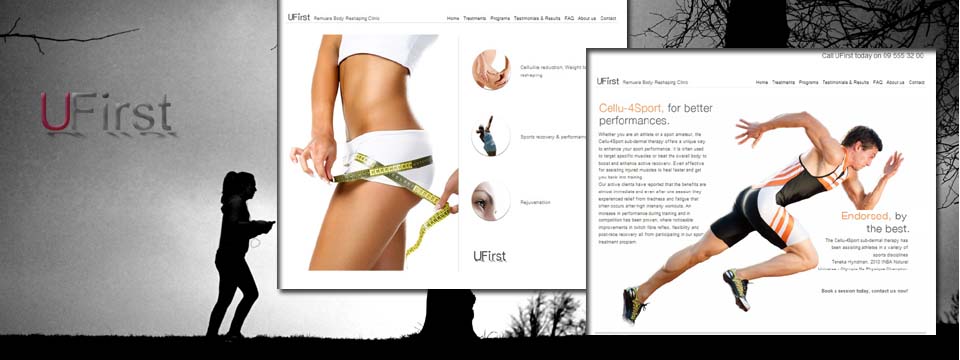 UFirst
UFirst Remuera Body Reshaping Clinic
Home Treatments Programs Testimonials & Results FAQ About us Contact
Cellulite reduction, Weight
reshaping.
Sports recovery & performance
Rejuvenation
UFirst
Call UFirst today on 09 555 32 00
UFirst Remuera Body Reshaping Clinic
Home Treatments Programs Testimonials & Results FAQ About us Contact
Cellu-4Sport, for better
performances.
Whether you are an athlete or a sport amateur, the
Cellu4Sport sub-dermal therapy offers a unique key
to enhance your sport performance. It is often used
to target specific muscles or treat the overall body to
boost and enhance active recovery. Even effective
for assisting injured muscles to heal faster and get
you back into training.
Our active clients have reported that the benefits are
almost immediate and even after one session they
experienced relief from tiredness and fatigue that
often occurs after high intensity workouts. An
increase in performance during training and in
competition has been proven, where noticeable
improvements in twitch fibre reflex, flexibility and
post-race recovery all from participating in our sport
treatment program.
Endorsed, by
the best.
The Cellu-4Sport sub-dermal therapy has
been assisting athletes in a variety of
sports disciplines
Teneka Hyndman, 2010 INBA Natural
Universe - Olympia Ms Physique Champion
Book a session today, contact us now!